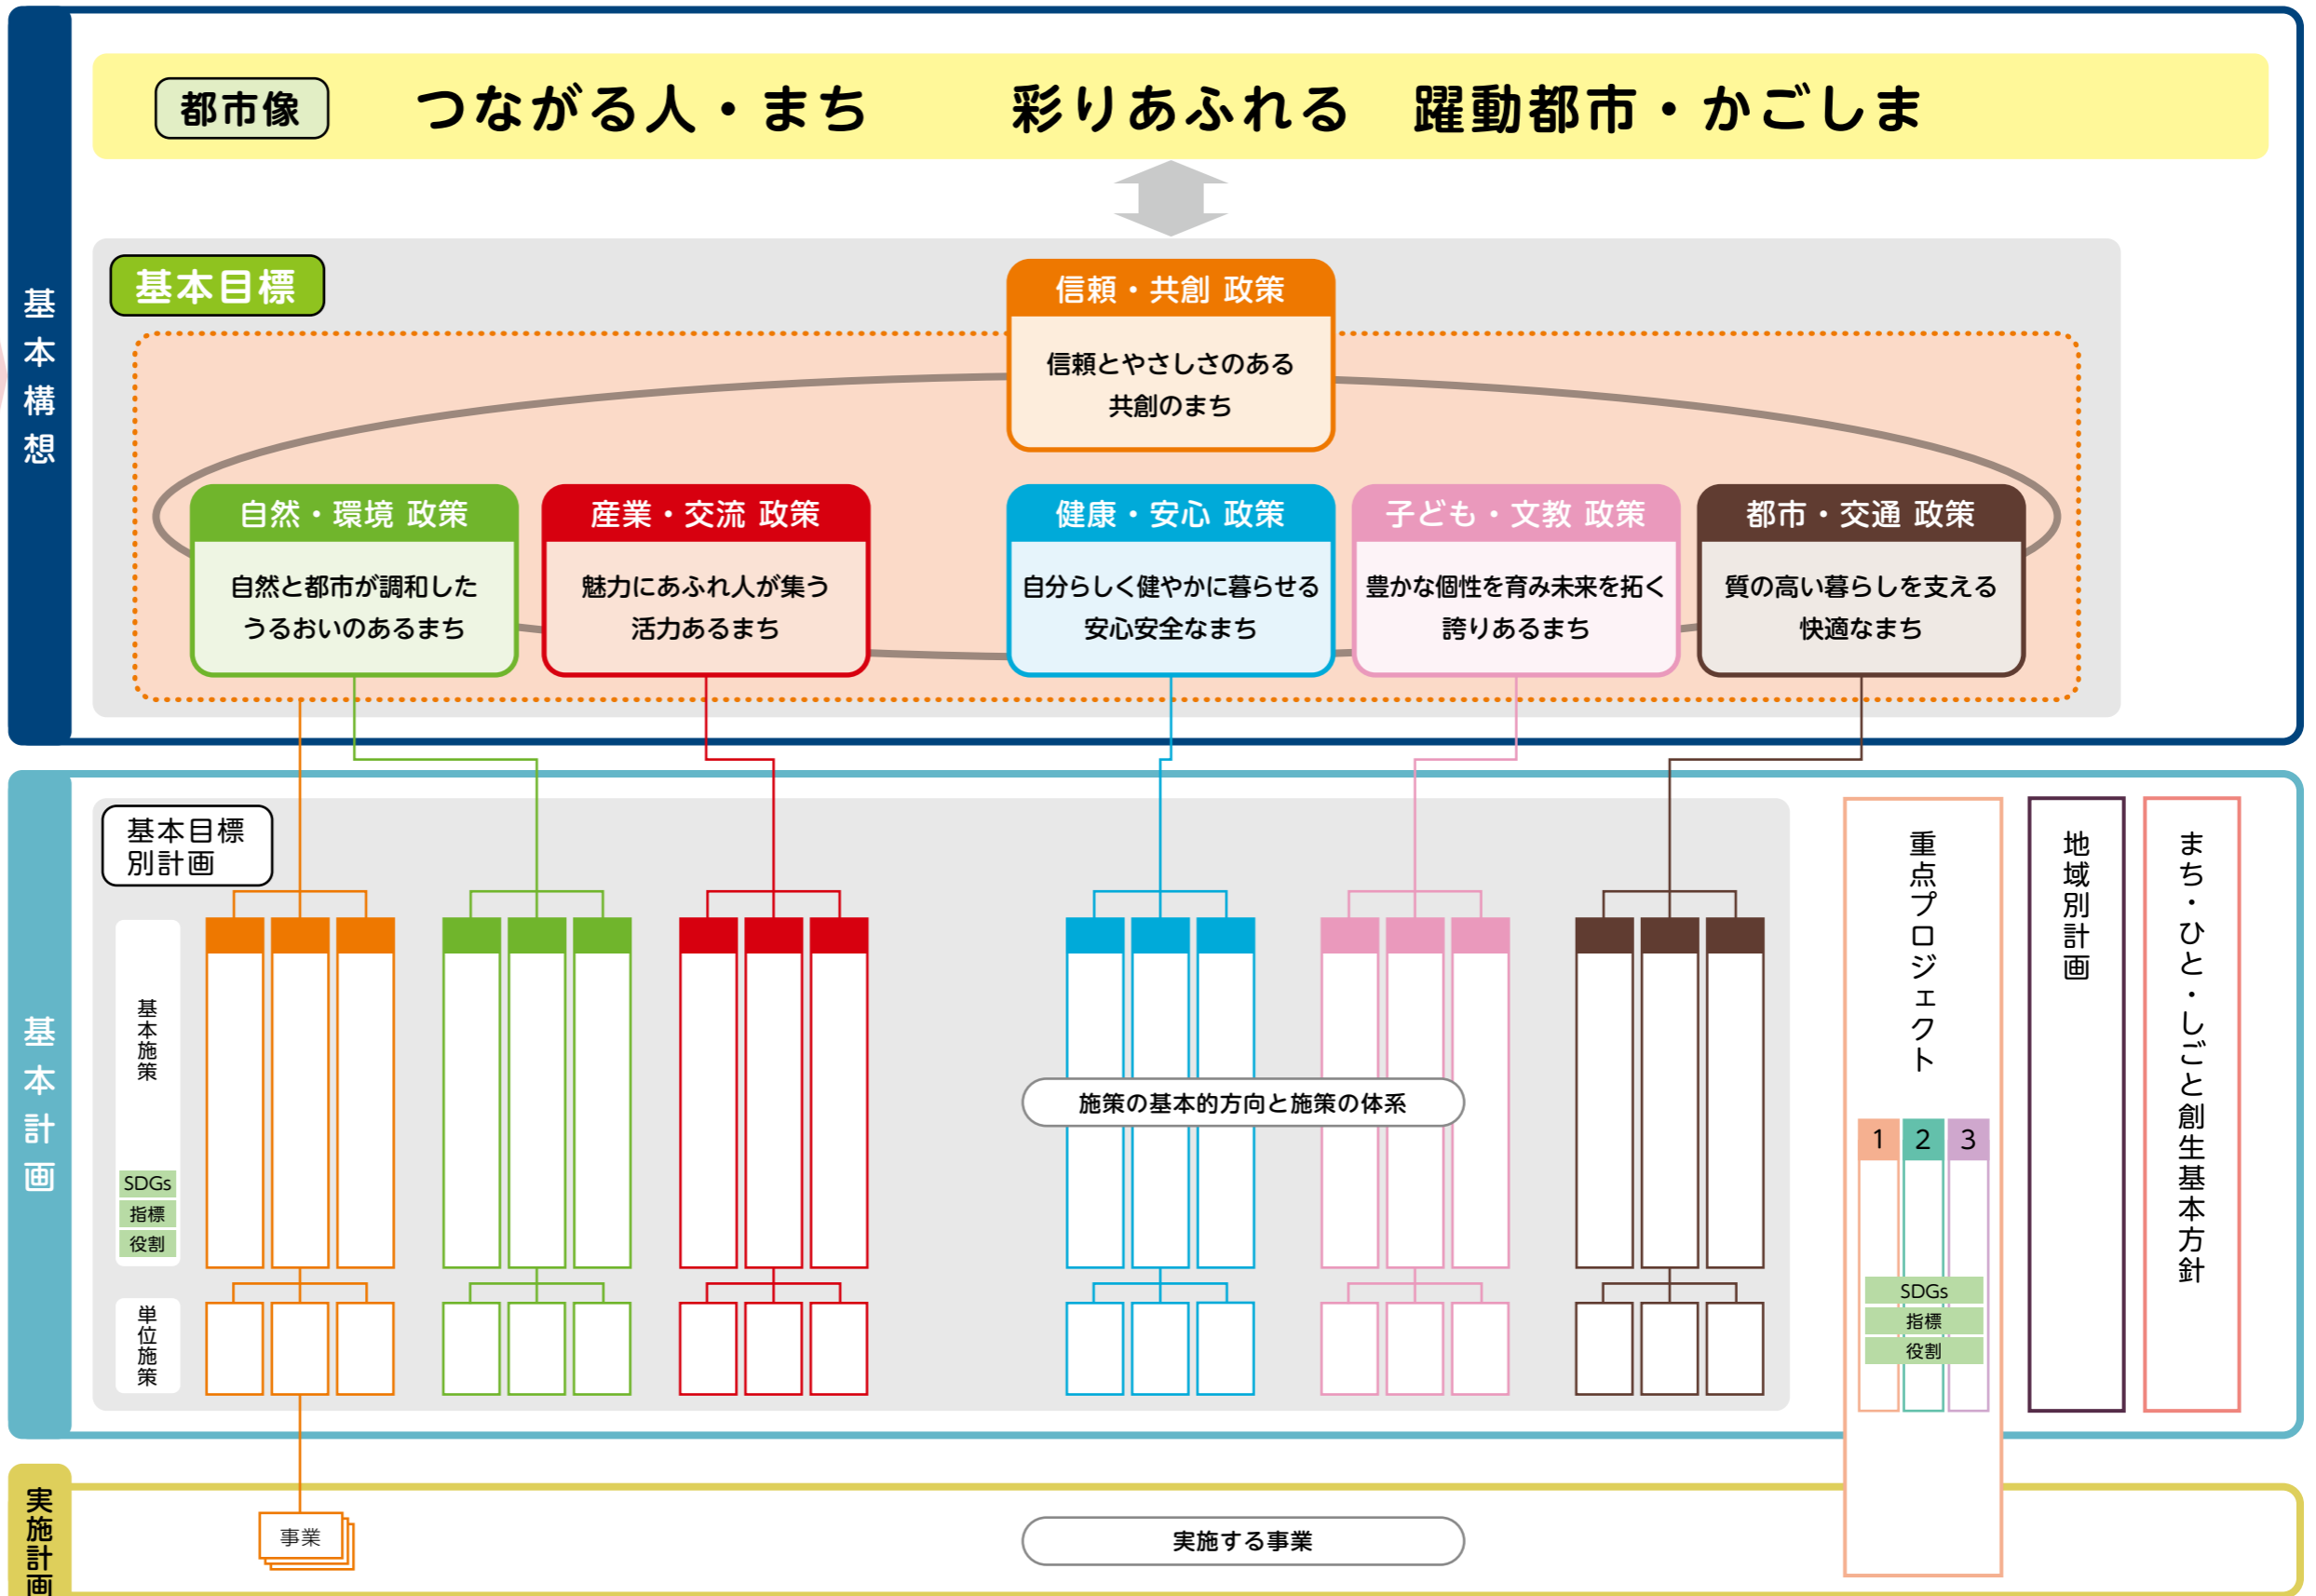 基本構想
都市像
つながる人・まち　彩りあふれる　躍動都市・かごしま
基本目標
信頼・共創 政策
信頼とやさしさのある
共創のまち
自然・環境 政策
自然と都市が調和した
うるおいのあるまち
産業・交流 政策
魅力にあふれ人が集う
活力あるまち
健康・安心 政策
自分らしく健やかに暮らせる
安心安全なまち
子ども・文教 政策
豊かな個性を育み未来を拓く
誇りあるまち
都市・交通 政策
質の高い暮らしを支える
快適なまち
基本計画
基本目標
別計画
基本施策
SDGs
指標
役割
単位施策
施策の基本的方向と施策の体系
重点プロジェクト
1
2
3
SDGs
指標
役割
地域別計画
まち・ひと・しごと創生基本方針
実施計画
事業
実施する事業